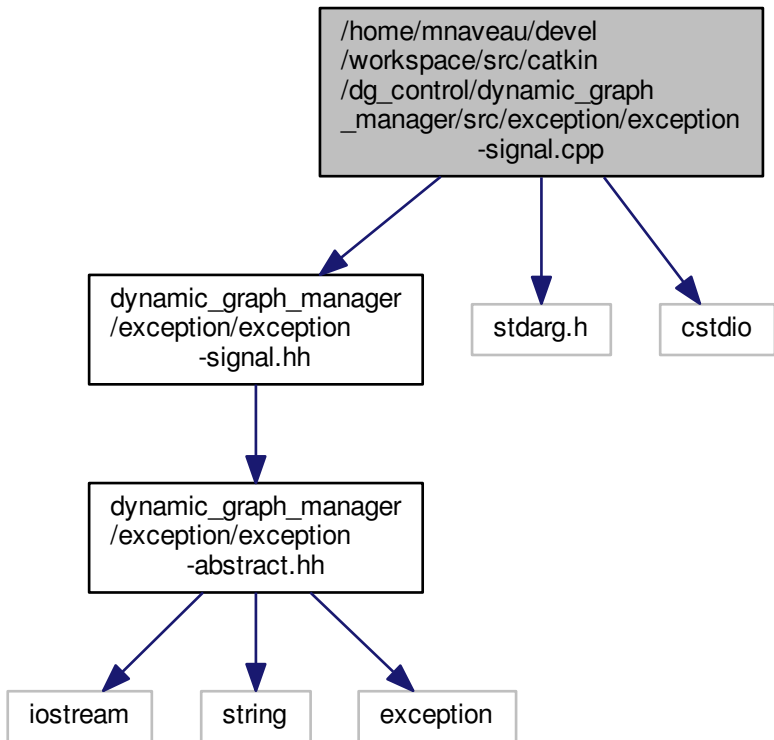 /home/mnaveau/devel
/workspace/src/catkin
/dg_control/dynamic_graph
_manager/src/exception/exception
-signal.cpp
dynamic_graph_manager
/exception/exception
-signal.hh
stdarg.h
cstdio
dynamic_graph_manager
/exception/exception
-abstract.hh
iostream
string
exception